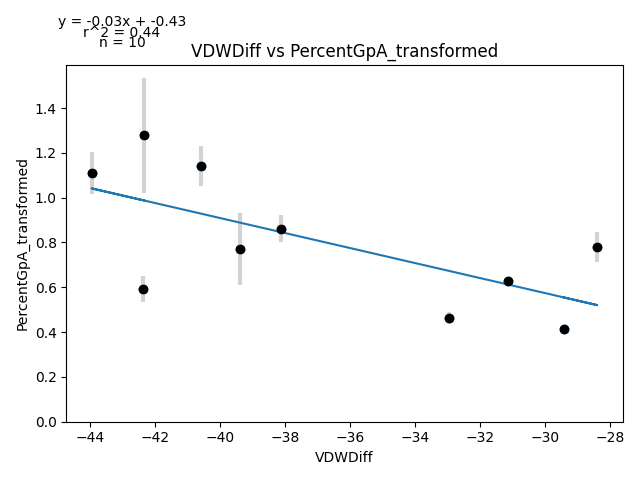 y = -0.03x + -0.43
r^2 = 0.44
n = 10
VDWDiff vs PercentGpA_transformed
PercentGpA_transformed
1.4
1.2
1.0
0.8
0.6
0.4
0.2
0.0
−44 −42 −40 −38 −36 −34 −32 −30 −28
VDWDiff